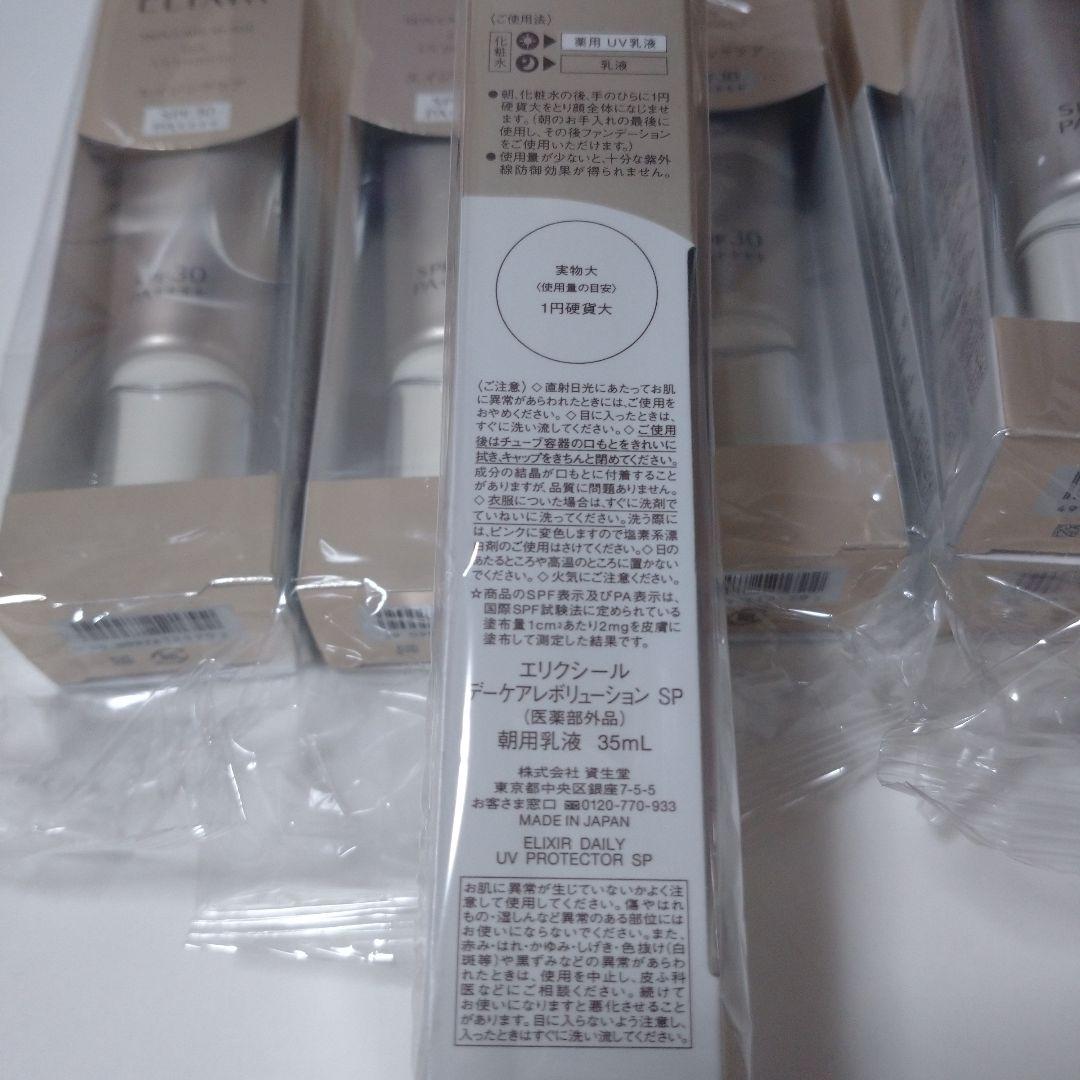 〈ご使用法〉
化粧水
薬用 UV乳液
乳液
●朝、化粧水の後、手のひらに1円
硬貨大をとり顔全体になじませ
ます。(朝のお手入れの最後に
使用し、その後ファンデーション
をご使用いただけます。)
●使用量が少ないと、十分な紫外
線防御効果が得られません。
実物大
〈使用量の目安〉
1円硬貨大
〈ご注意〉◇直射日光にあたってお肌
に異常があらわれたときには、ご使用を
おやめください。◇目に入ったときは、
すぐに洗い流してください。◇ご使用
後はチューブ容器の口もとをきれいに
拭き、キャップをきちんと閉めてください。
成分の結晶が口もとに付着すること
がありますが、品質に問題ありません。
◇衣服についた場合は、すぐに洗剤で
ていねいに洗ってください。洗う際に
は、ピンクに変色しますので塩素系漂
白剤のご使用はさけてください。◇日の
あたるところや高温のところに置かない
でください。◇火気にご注意ください。
☆商品のSPF表示及びPA表示は、
国際SPF試験法に定められている
塗布量1cm²あたり2mgを皮膚に
塗布して測定した結果です。
エリクシール
デーケアレボリューション SP
(医薬部外品)
朝用乳液 35mL
株式会社 資生堂
東京都中央区銀座7-5-5
お客さま窓口 0120-770-933
MADE IN JAPAN
ELIXIR DAILY
UV PROTECTOR SP
お肌に異常が生じていないかよく注
意して使用してください。傷やはれ
もの・湿しんなど異常のある部位には
お使いにならないでください。また、
赤み・はれ・かゆみ・しげき・色抜け(白
斑等)や黒ずみなどの異常があらわ
れたときは、使用を中止し、皮ふ科
医などにご相談ください。続けて
お使いになりますと悪化させること
があります。目に入らないよう注意し、
入ったときはすぐに洗い流してください。
ELIXIR
SPF 30